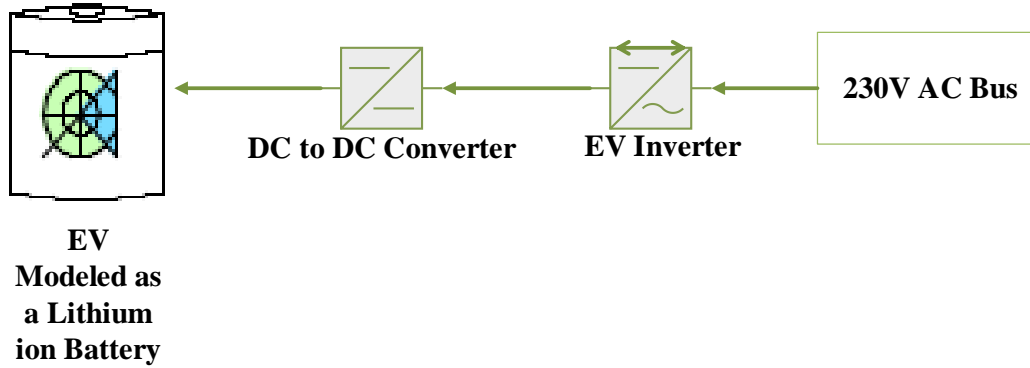 230V AC Bus
DC to DC Converter
EV Inverter
EV
Modeled as
a Lithium
ion Battery